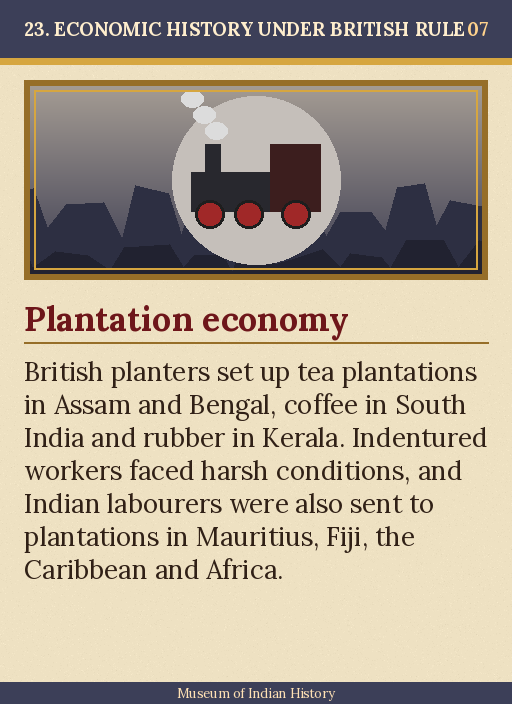 23. ECONOMIC HISTORY UNDER BRITISH RULE 07
Plantation economy
British planters set up tea plantations
in Assam and Bengal, coffee in South
India and rubber in Kerala. Indentured
workers faced harsh conditions, and
Indian labourers were also sent to
plantations in Mauritius, Fiji, the
Caribbean and Africa.
Museum of Indian History